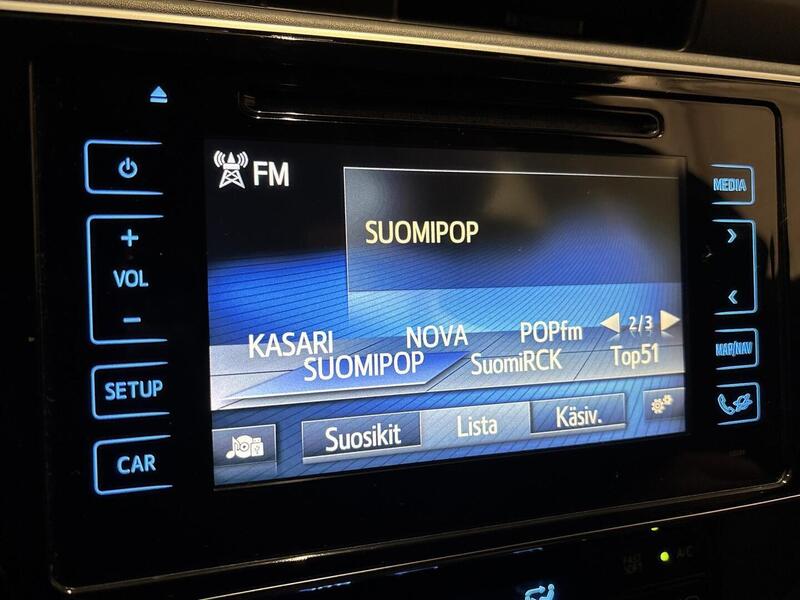 FM
SUOMIPOP
KASARI NOVA POPfm 2/3
SUOMIPOP SuomiRCK Top51
Suosikit Lista Käsiv.
VOL
SETUP
CAR
MEDIA
MAP/NAV
A/C